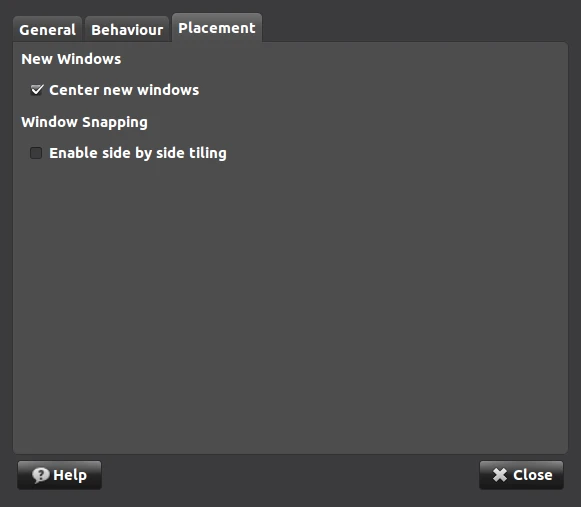 General Behaviour Placement
New Windows
Center new windows
Window Snapping
Enable side by side tiling
Help Close